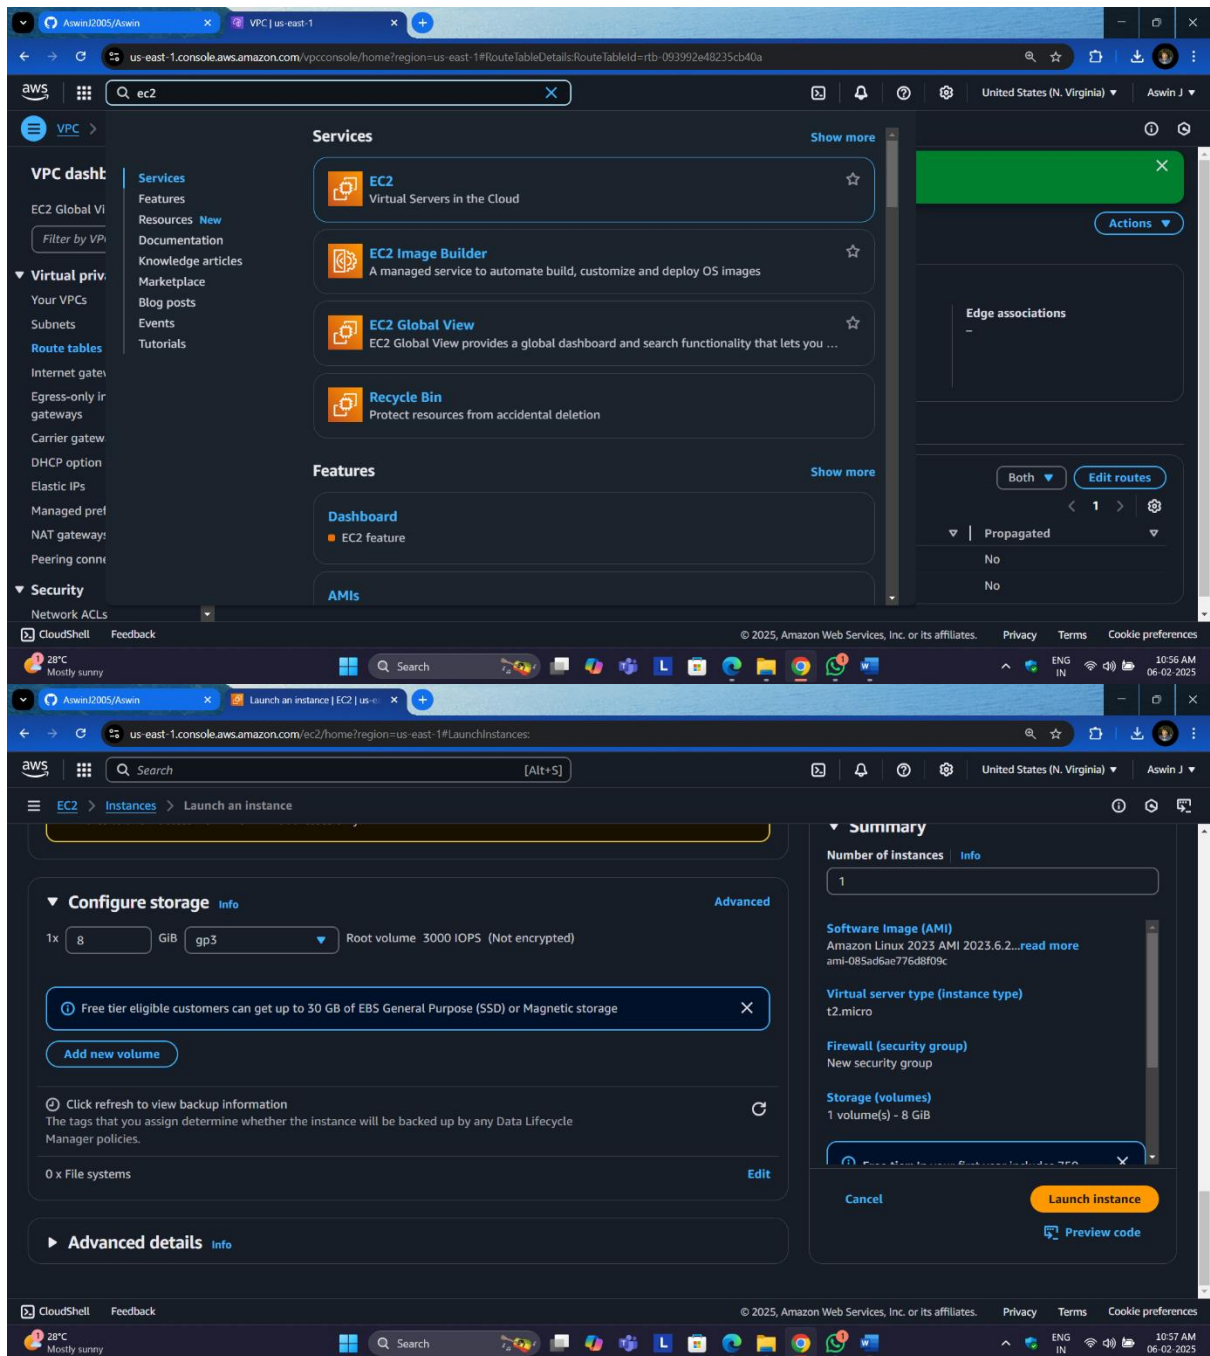 AswinJ2005/Aswin
VPC | us-east-1
us-east-1.console.aws.amazon.com/vpcconsole/home?region=us-east-1#RouteTableDetails:RouteTableId=rtb-093992e48235cb40a
aws
ec2
United States (N. Virginia)
Aswin J
VPC
VPC dashb
EC2 Global Vi
Filter by VP
Virtual priv
Your VPCs
Subnets
Route tables
Internet gatew
Egress-only in
gateways
Carrier gatew
DHCP option
Elastic IPs
Managed pref
NAT gateways
Peering conne
Security
Network ACLs
Services
Features
Resources New
Documentation
Knowledge articles
Marketplace
Blog posts
Events
Tutorials
Services
Show more
EC2
Virtual Servers in the Cloud
EC2 Image Builder
A managed service to automate build, customize and deploy OS images
EC2 Global View
EC2 Global View provides a global dashboard and search functionality that lets you ...
Recycle Bin
Protect resources from accidental deletion
Features
Show more
Dashboard
EC2 feature
AMIs
Actions
Edge associations
–
Both
Edit routes
1
Propagated
No
No
CloudShell Feedback
© 2025, Amazon Web Services, Inc. or its affiliates. Privacy Terms Cookie preferences
1
28°C
Mostly sunny
Search
ENG
IN
10:56 AM
06-02-2025
AswinJ2005/Aswin
Launch an instance | EC2 | us-e
us-east-1.console.aws.amazon.com/ec2/home?region=us-east-1#LaunchInstances:
aws
Search
[Alt+S]
United States (N. Virginia)
Aswin J
EC2 > Instances > Launch an instance
Configure storage Info
Advanced
1x 8 GiB gp3 Root volume 3000 IOPS (Not encrypted)
Free tier eligible customers can get up to 30 GB of EBS General Purpose (SSD) or Magnetic storage
Add new volume
Click refresh to view backup information
The tags that you assign determine whether the instance will be backed up by any Data Lifecycle
Manager policies.
0 x File systems
Edit
Advanced details Info
Summary
Number of instances Info
1
Software Image (AMI)
Amazon Linux 2023 AMI 2023.6.2...read more
ami-085ad6ae776d8f09c
Virtual server type (instance type)
t2.micro
Firewall (security group)
New security group
Storage (volumes)
1 volume(s) - 8 GiB
Cancel
Launch instance
Preview code
CloudShell Feedback
© 2025, Amazon Web Services, Inc. or its affiliates. Privacy Terms Cookie preferences
1
28°C
Mostly sunny
Search
ENG
IN
10:57 AM
06-02-2025